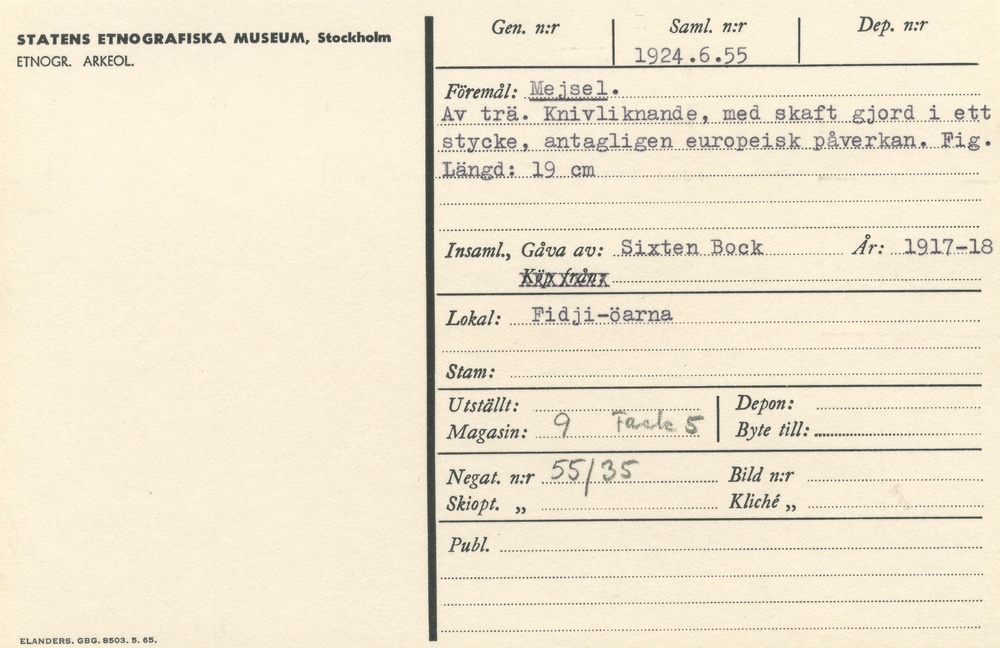 STATENS ETNOGRAFISKA MUSEUM, Stockholm
ETNOGR. ARKEOL.
Gen. n:r
Saml. n:r
1924.6.55
Dep. n:r
Föremål: Mejsel.
Av trä. Knivliknande, med skaft gjord i ett
stycke, antagligen europeisk påverkan. Fig.
Längd: 19 cm
Insaml., Gåva av: Sixten Bock År: 1917-18
Köp från:
Lokal: Fidji-öarna
Stam:
Utställt:
Magasin: 9 Fack 5
Depon:
Byte till:
Negat. n:r 55/35 Bild n:r
Skiopt. „ Kliché „
Publ.
ELANDERS. GBG. 8503. 5. 65.